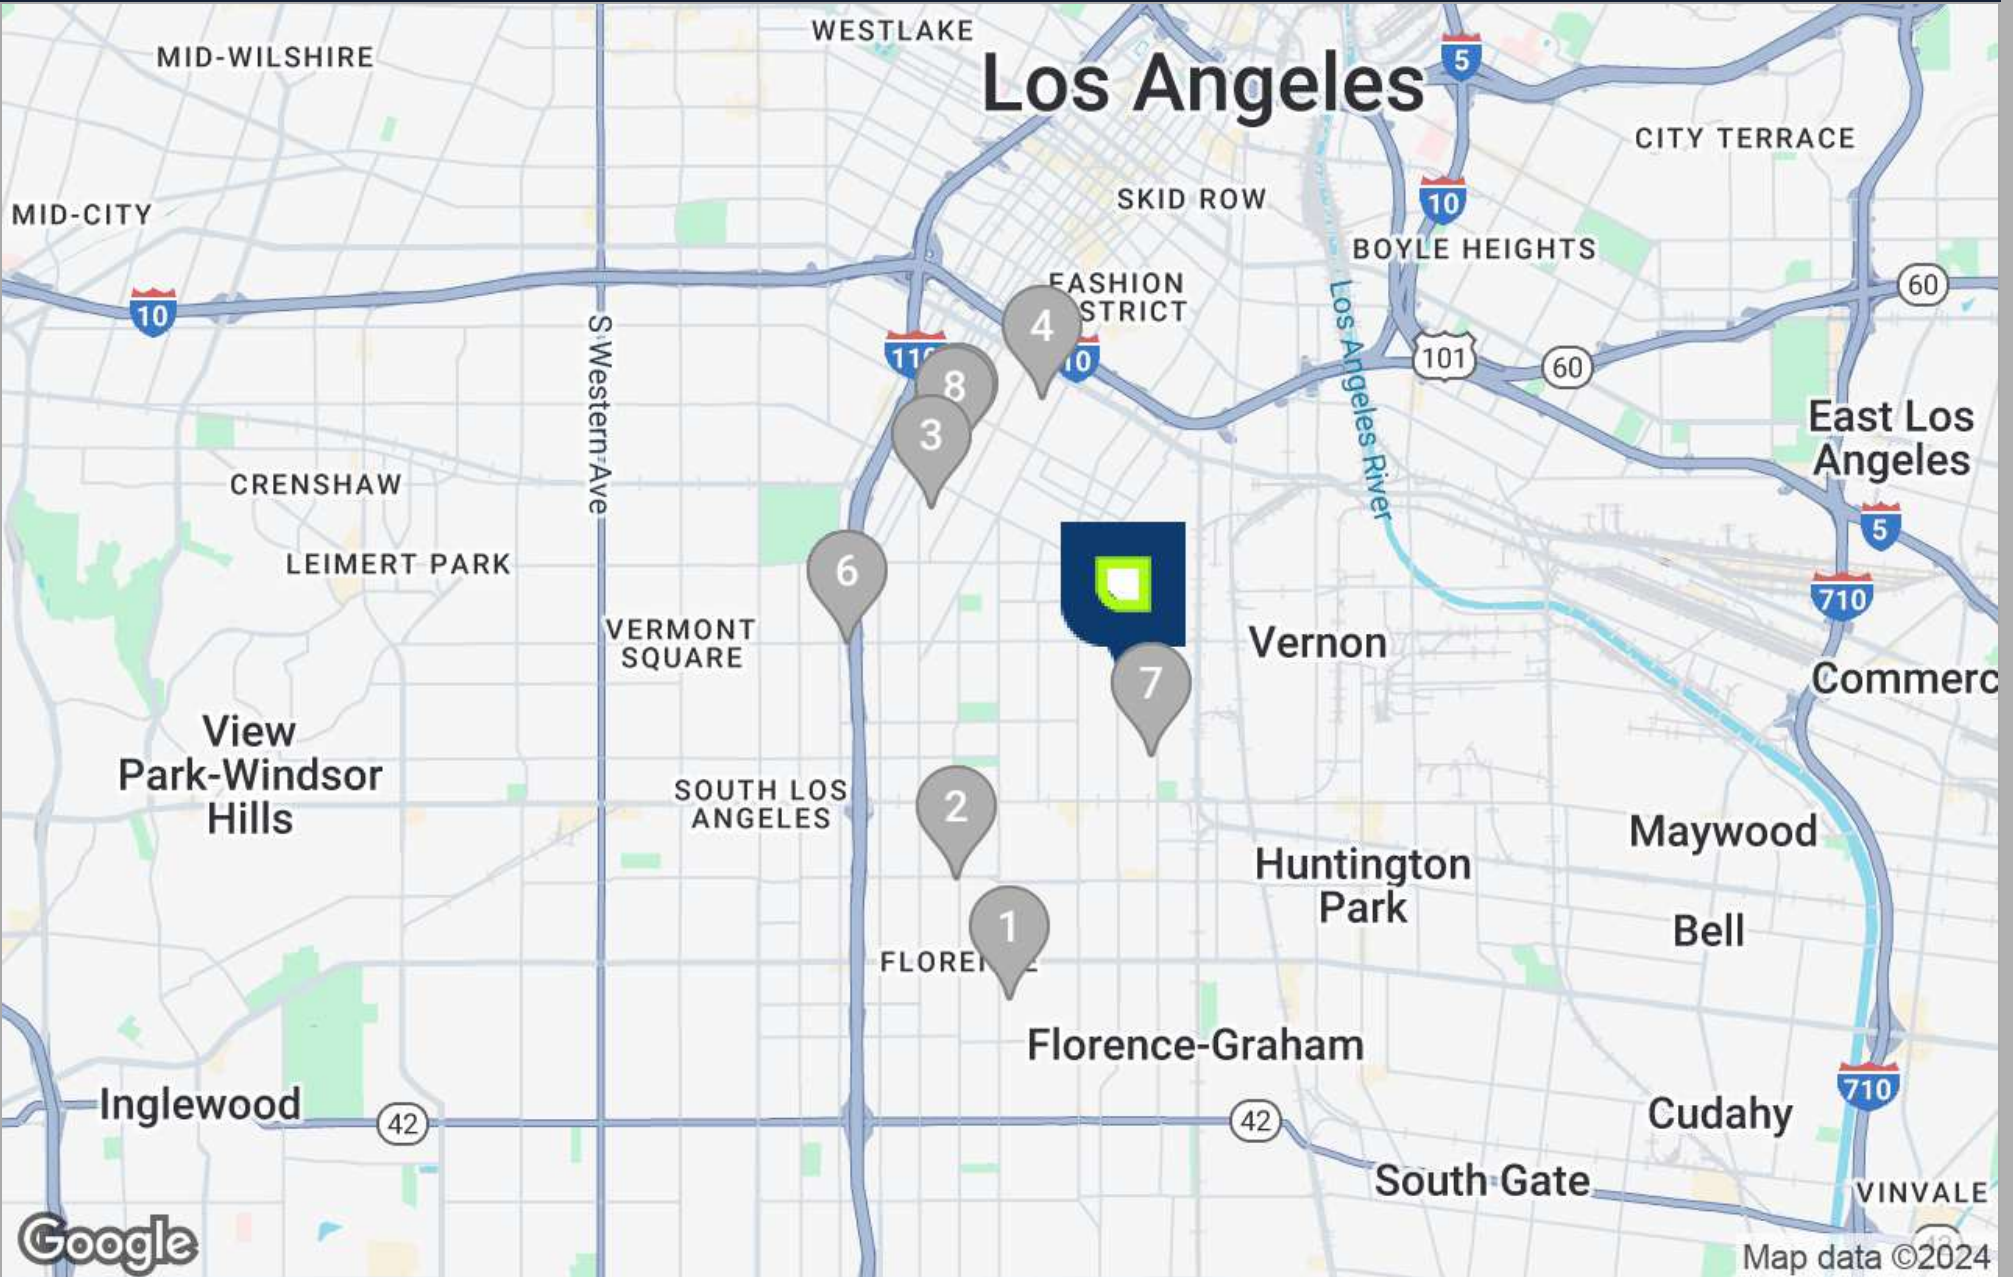 WESTLAKE
MID-WILSHIRE
Los Angeles
5
CITY TERRACE
SKID ROW
10
MID-CITY
BOYLE HEIGHTS
FASHION
STRICT
60
10
4
110
10
101
60
8
3
S Western Ave
Los Angeles River
East Los
Angeles
CRENSHAW
5
LEIMERT PARK
6
710
VERMONT
SQUARE
Vernon
7
Commerc
View
Park-Windsor
Hills
SOUTH LOS
ANGELES
2
Maywood
Huntington
Park
1
Bell
FLORE
Florence-Graham
710
Inglewood
42
42
Cudahy
South Gate
VINVALE
Google
42
Map data ©2024